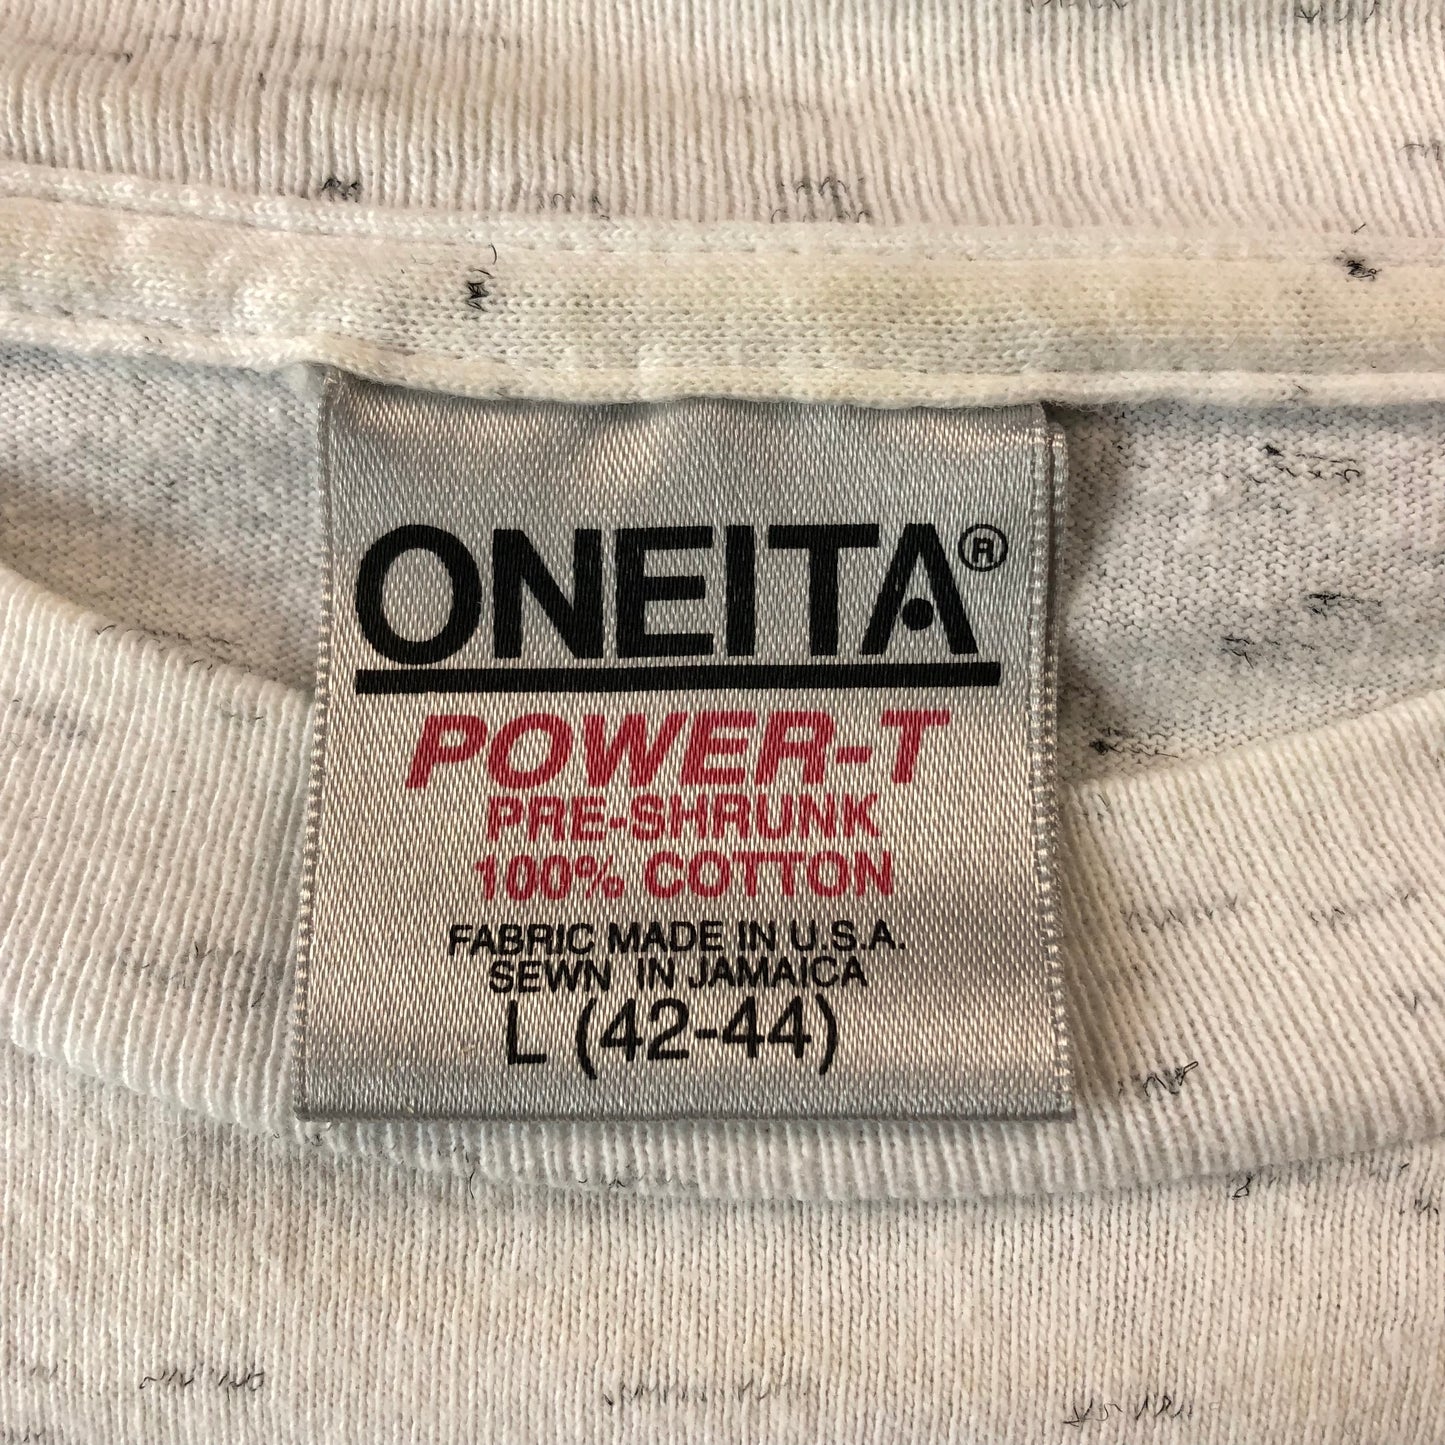 ONEITA®
POWER-T
PRE-SHRUNK
100% COTTON
FABRIC MADE IN U.S.A.
SEWN IN JAMAICA
L (42-44)